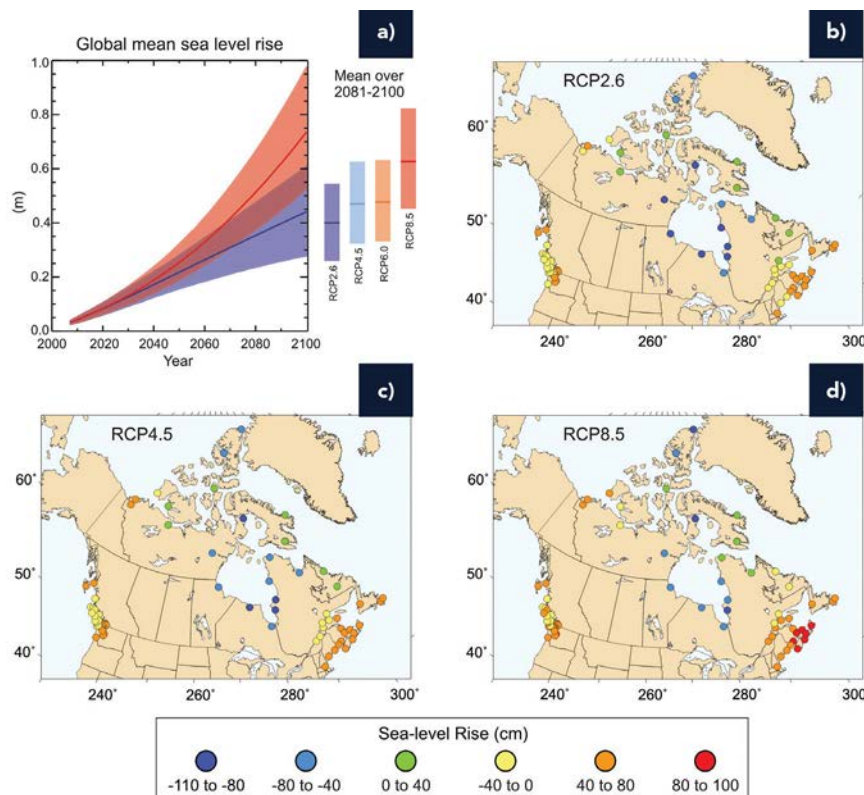 a)
Global mean sea level rise
1.0
0.8
0.6
0.4
0.2
0.0
(m)
2000 2020 2040 2060 2080 2100
Year
Mean over
2081-2100
RCP2.6
RCP4.5
RCP6.0
RCP8.5
b)
RCP2.6
60°
50°
40°
240° 260° 280° 300°
c)
RCP4.5
60°
50°
40°
240° 260° 280° 300°
d)
RCP8.5
60°
50°
40°
240° 260° 280° 300°
Sea-level Rise (cm)
-110 to -80 -80 to -40 0 to 40 -40 to 0 40 to 80 80 to 100